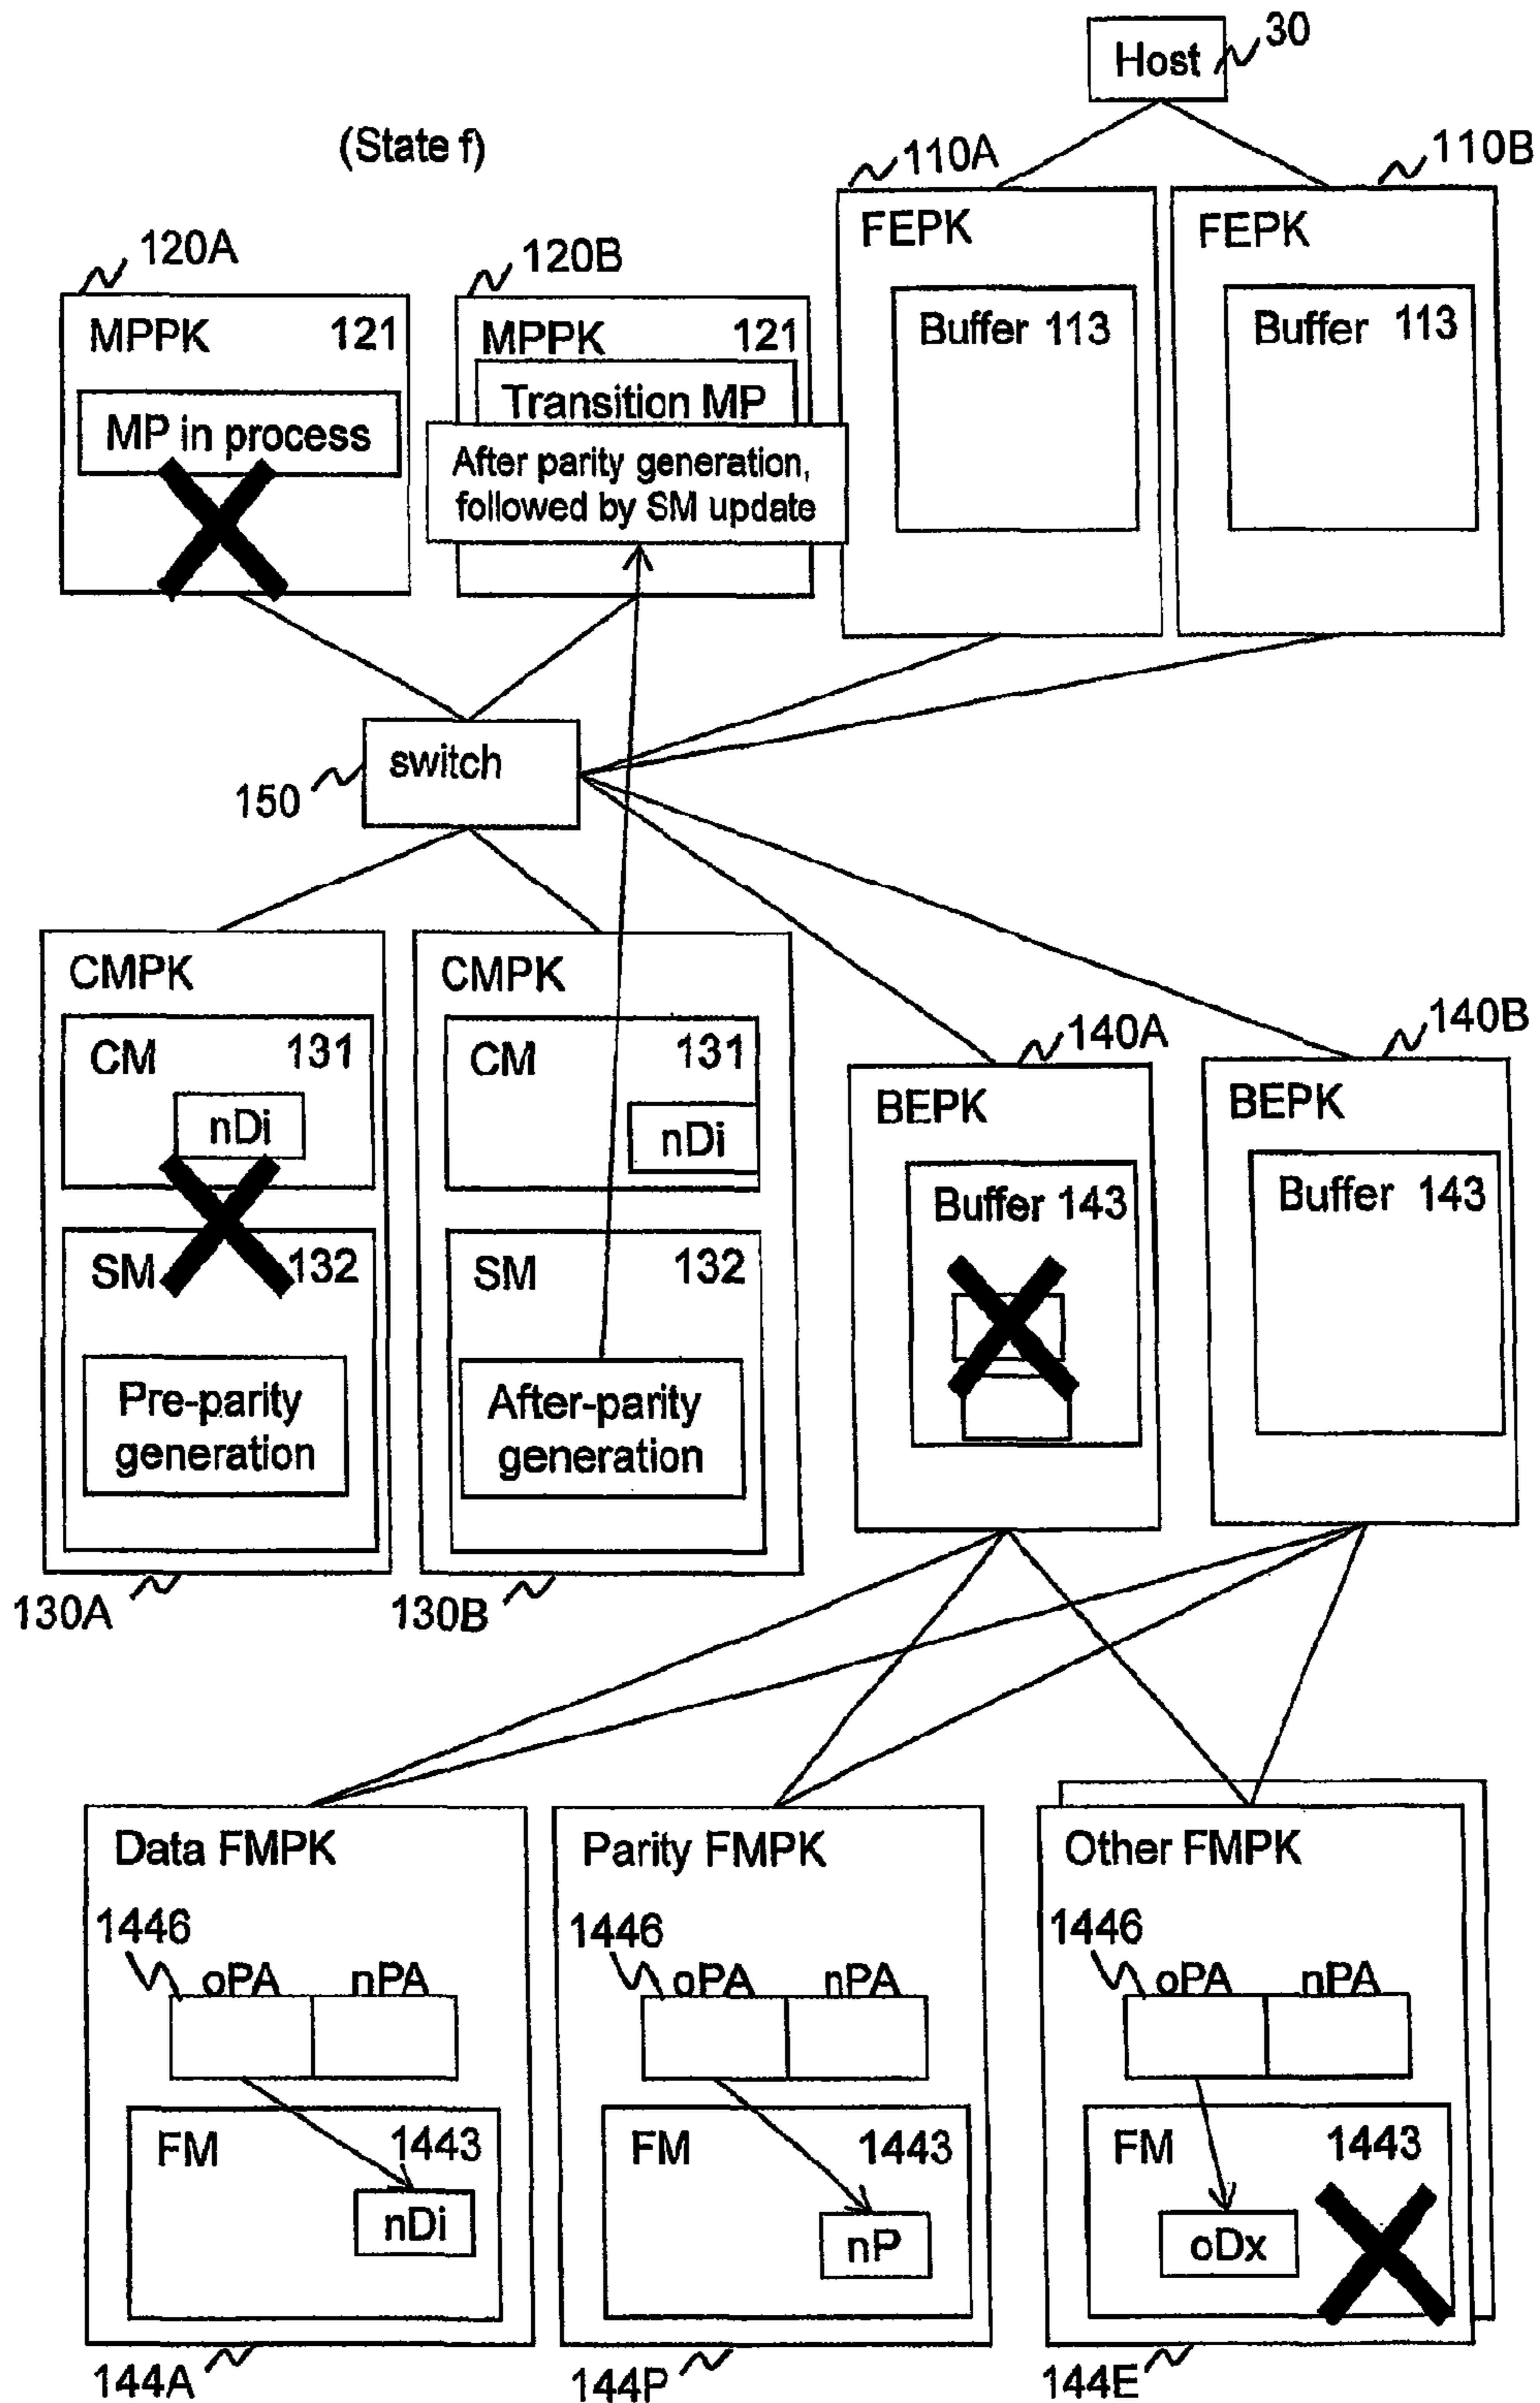 Host 30
(State f)
110A
110B
FEPK
FEPK
Buffer 113
Buffer 113
120A
120B
MPPK 121
MP in process
MPPK 121
Transition MP
After parity generation,
followed by SM update
switch
150
CMPK
CM 131
nDi
SM 132
Pre-parity
generation
130A
CMPK
CM 131
nDi
SM 132
After-parity
generation
130B
140A
BEPK
Buffer 143
140B
BEPK
Buffer 143
Data FMPK
1446
oPA nPA
FM 1443
nDi
144A
Parity FMPK
1446
oPA nPA
FM 1443
nP
144P
Other FMPK
1446
oPA nPA
FM 1443
oDx
144E